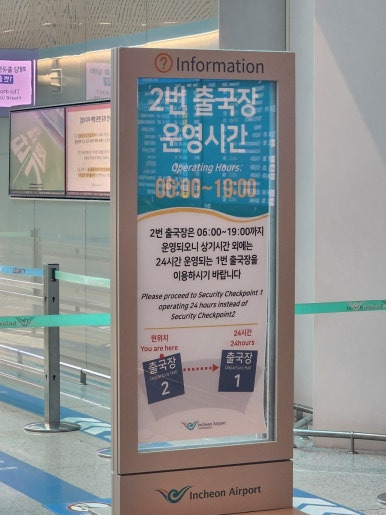 Information
2번 출국장
운영시간
Operating Hours
06:00~19:00
2번 출국장은 06:00~19:00까지
운영되오니 상기시간 외에는
24시간 운영되는 1번 출국장을
이용하시기 바랍니다
Please proceed to Security Checkpoint 1
operating 24 hours instead of
Security Checkpoint2
현위치
You are here
24시간
24hours
출국장
Departure Hall
2
출국장
Departure Hall
1
Incheon Airport
Incheon Airport